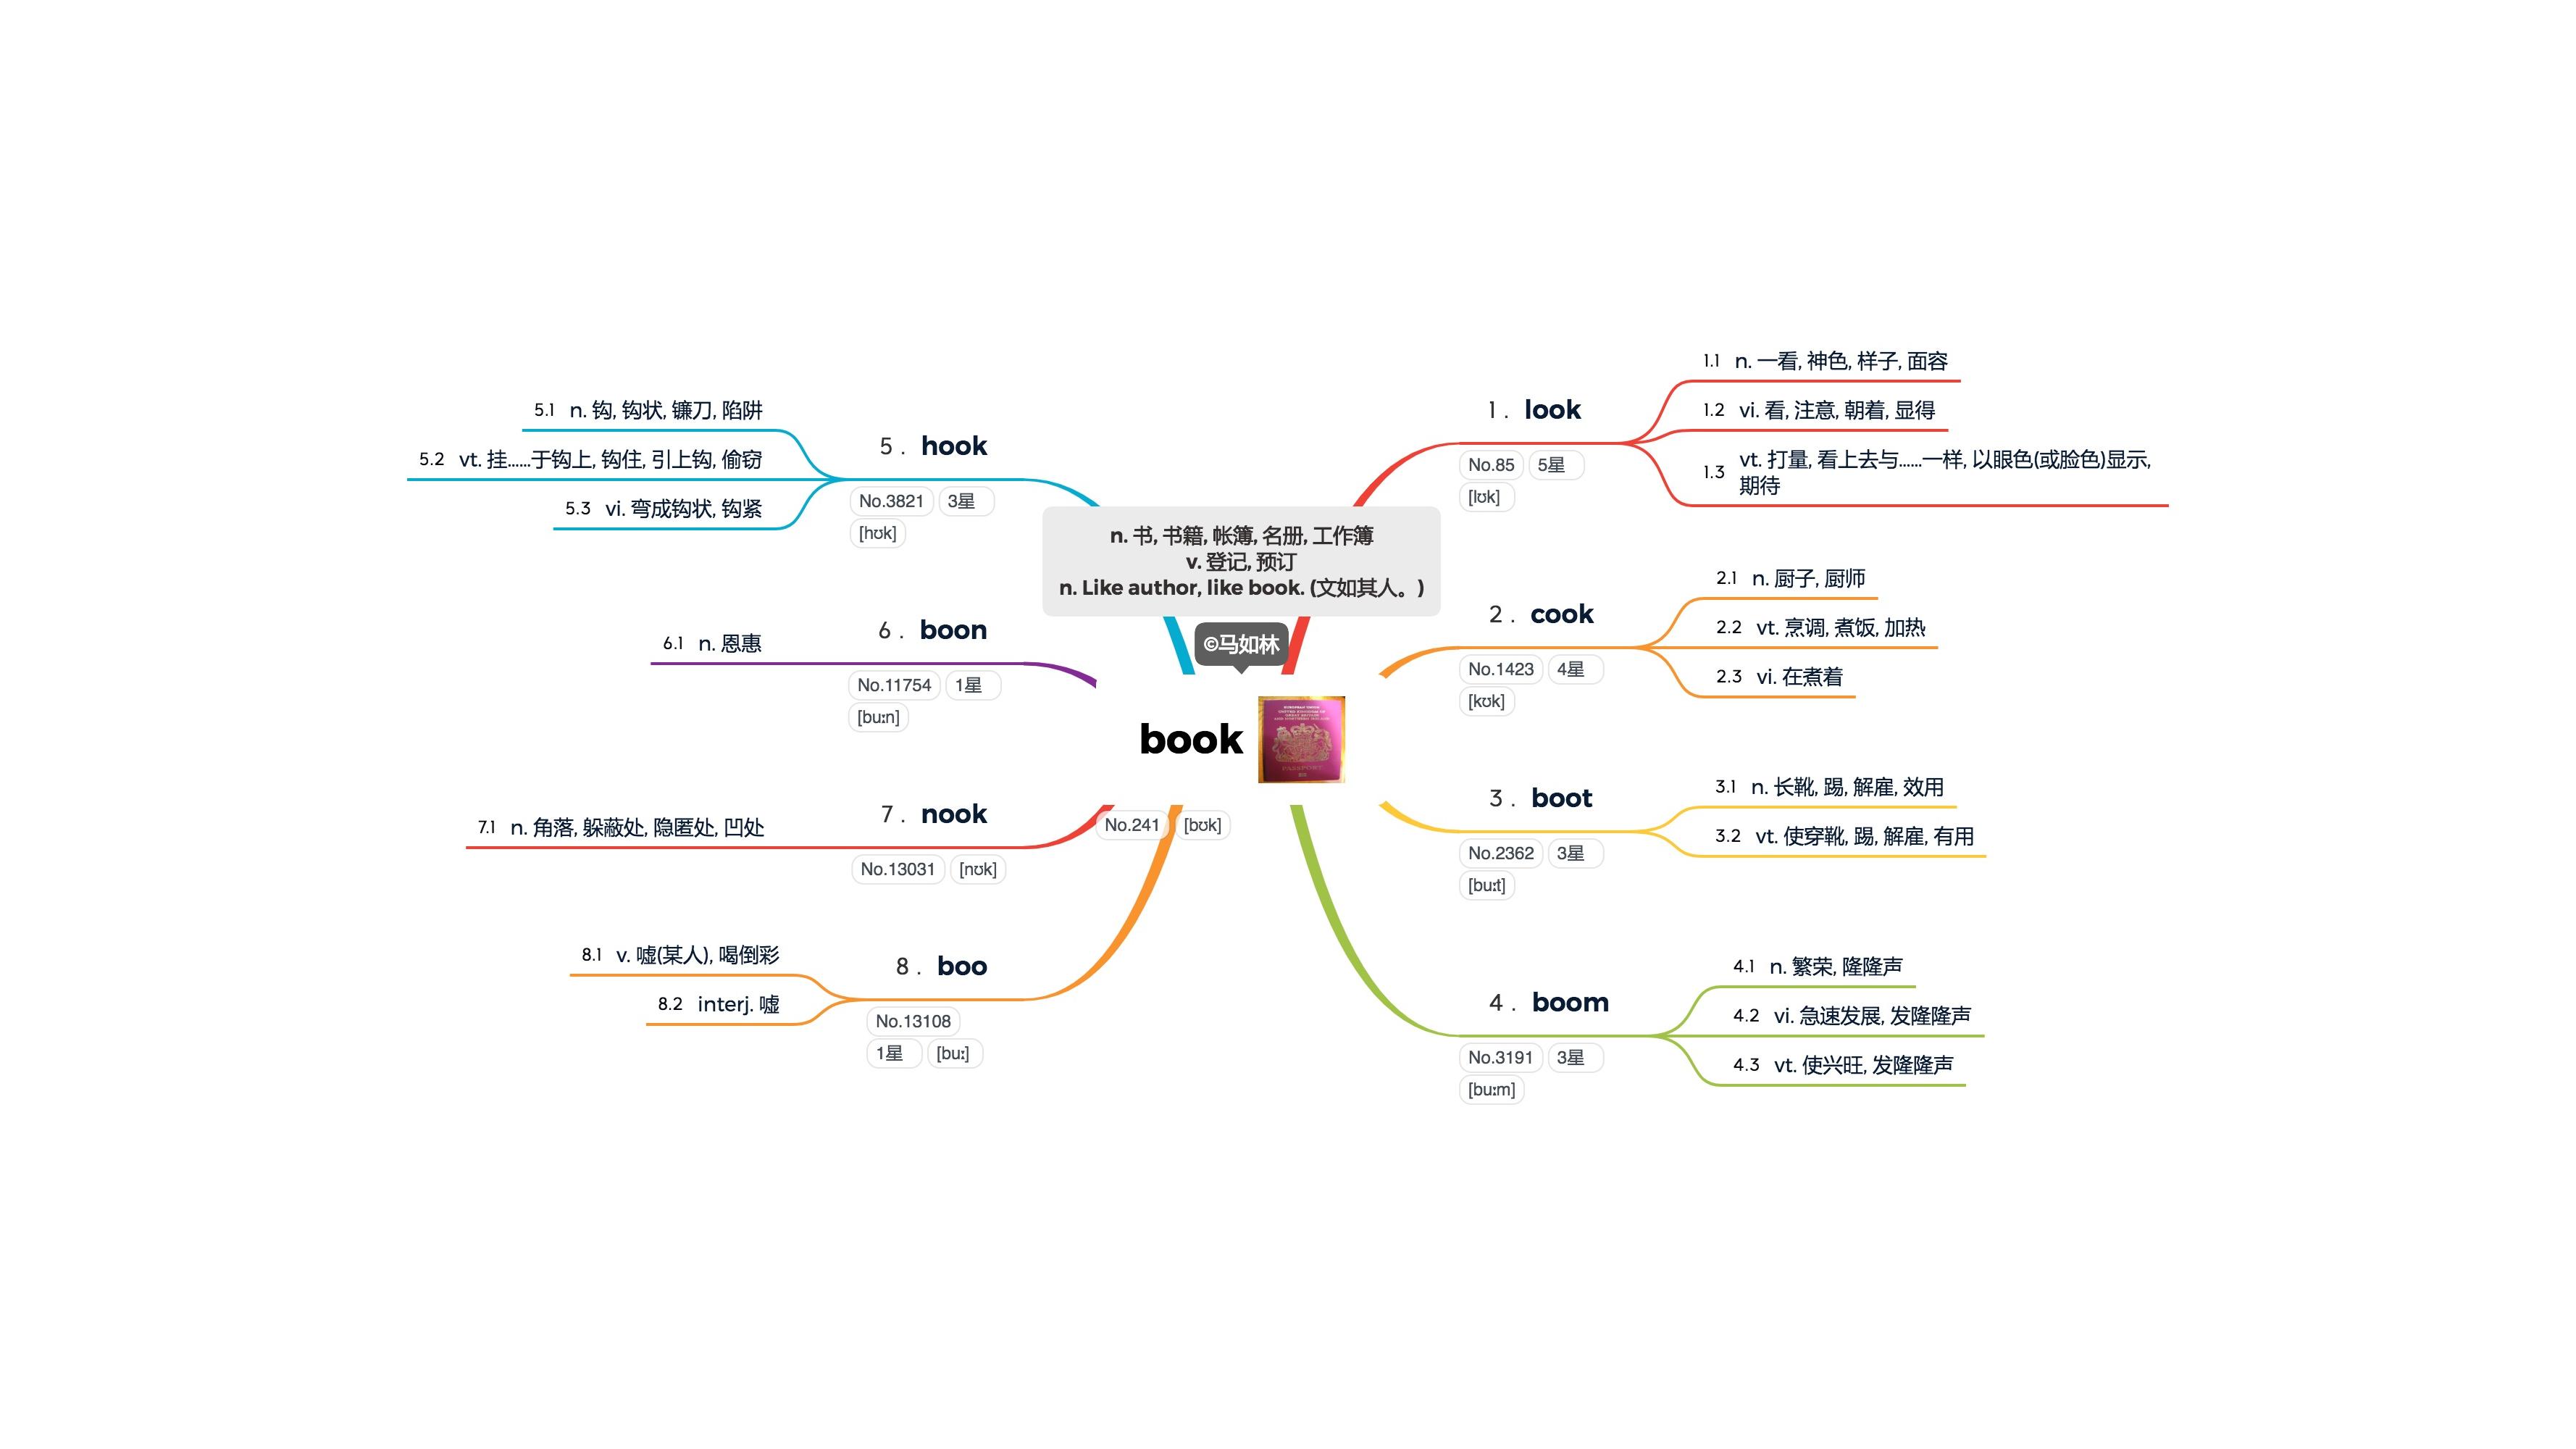 n. 书, 书籍, 帐簿, 名册, 工作簿
v. 登记, 预订
n. Like author, like book. (文如其人。)
©马如林
book
EUROPEAN UNION
UNITED KINGDOM OF
GREAT BRITAIN
AND NORTHERN IRELAND
PASSPORT
No.241 [bʊk]
1. look
No.85 5星
[lʊk]
1.1 n. 一看, 神色, 样子, 面容
1.2 vi. 看, 注意, 朝着, 显得
1.3 vt. 打量, 看上去与......一样, 以眼色(或脸色)显示,
期待
2. cook
No.1423 4星
[kʊk]
2.1 n. 厨子, 厨师
2.2 vt. 烹调, 煮饭, 加热
2.3 vi. 在煮着
3. boot
No.2362 3星
[buːt]
3.1 n. 长靴, 踢, 解雇, 效用
3.2 vt. 使穿靴, 踢, 解雇, 有用
4. boom
No.3191 3星
[buːm]
4.1 n. 繁荣, 隆隆声
4.2 vi. 急速发展, 发隆隆声
4.3 vt. 使兴旺, 发隆隆声
5. hook
No.3821 3星
[hʊk]
5.1 n. 钩, 钩状, 镰刀, 陷阱
5.2 vt. 挂......于钩上, 钩住, 引上钩, 偷窃
5.3 vi. 弯成钩状, 钩紧
6. boon
No.11754 1星
[buːn]
6.1 n. 恩惠
7. nook
No.13031 [nʊk]
7.1 n. 角落, 躲蔽处, 隐匿处, 凹处
8. boo
No.13108
1星 [buː]
8.1 v. 嘘(某人), 喝倒彩
8.2 interj. 嘘